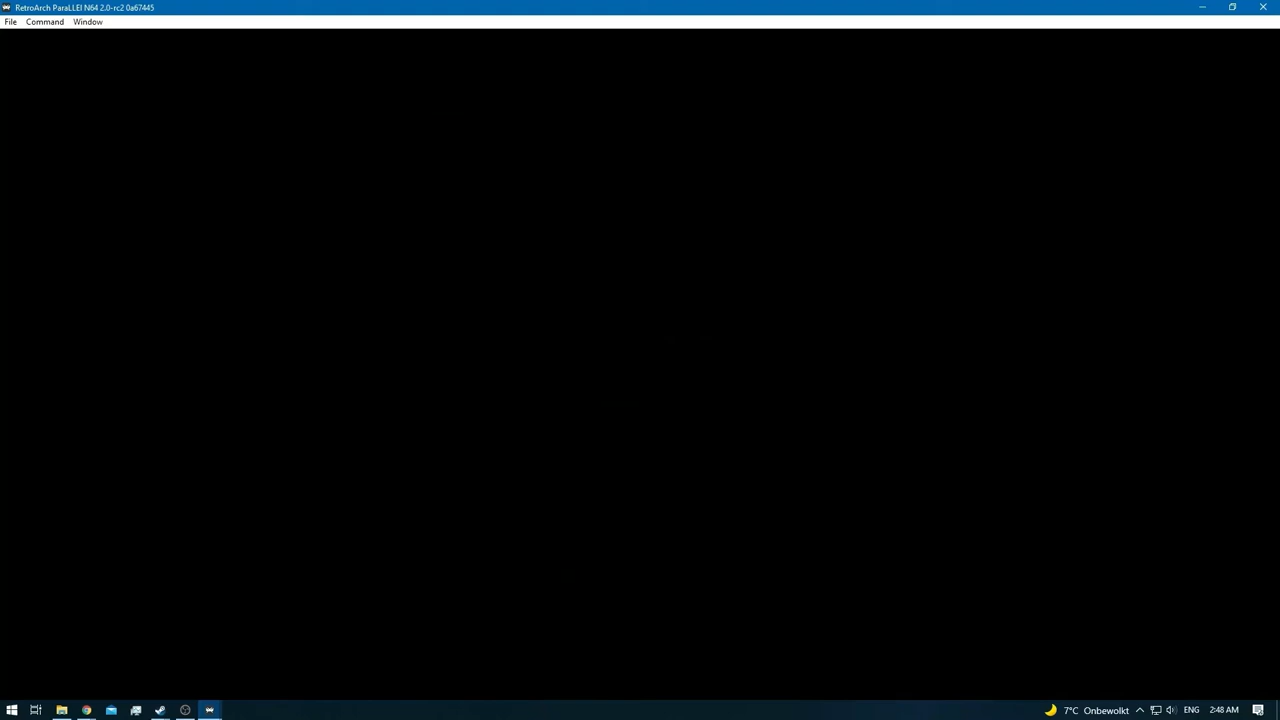 RetroArch ParaLLEl N64 2.0-rc2 0a67445
File Command Window
7°C Onbewolkt ENG 2:48 AM